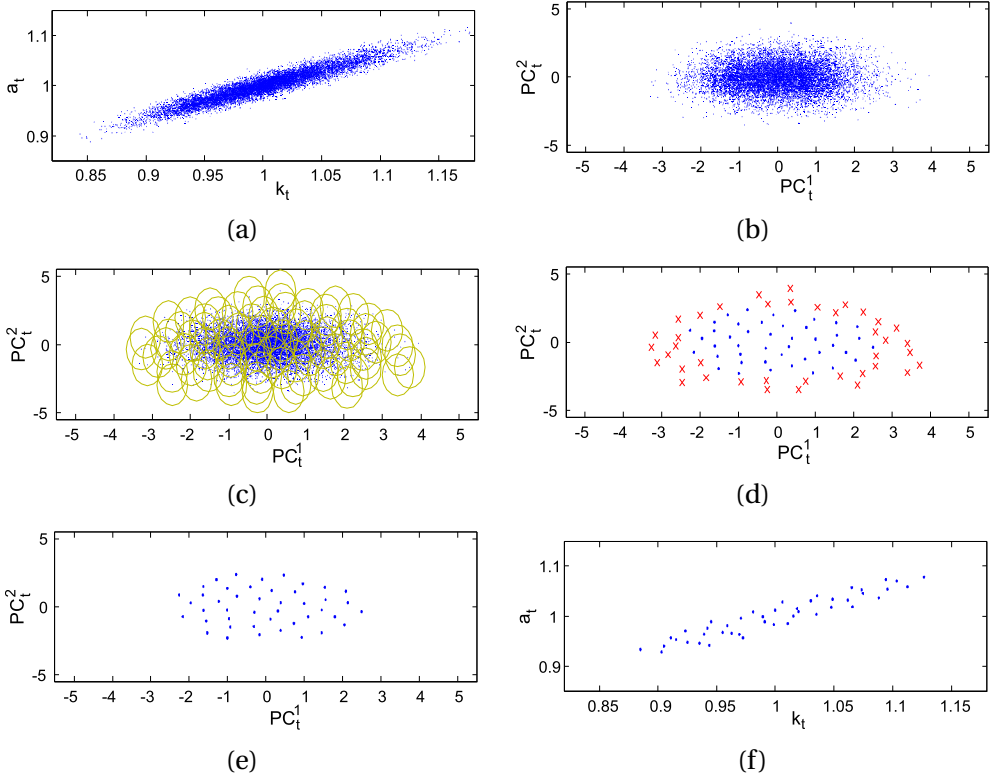 1.1
1
0.9
a_t
0.85 0.9 0.95 1 1.05 1.1 1.15
k_t
(a)
5
0
-5
PC_t^2
-5 -4 -3 -2 -1 0 1 2 3 4 5
PC_t^1
(b)
5
0
-5
PC_t^2
-5 -4 -3 -2 -1 0 1 2 3 4 5
PC_t^1
(c)
5
0
-5
PC_t^2
-5 -4 -3 -2 -1 0 1 2 3 4 5
PC_t^1
(d)
5
0
-5
PC_t^2
-5 -4 -3 -2 -1 0 1 2 3 4 5
PC_t^1
(e)
1.1
1
0.9
a_t
0.85 0.9 0.95 1 1.05 1.1 1.15
k_t
(f)